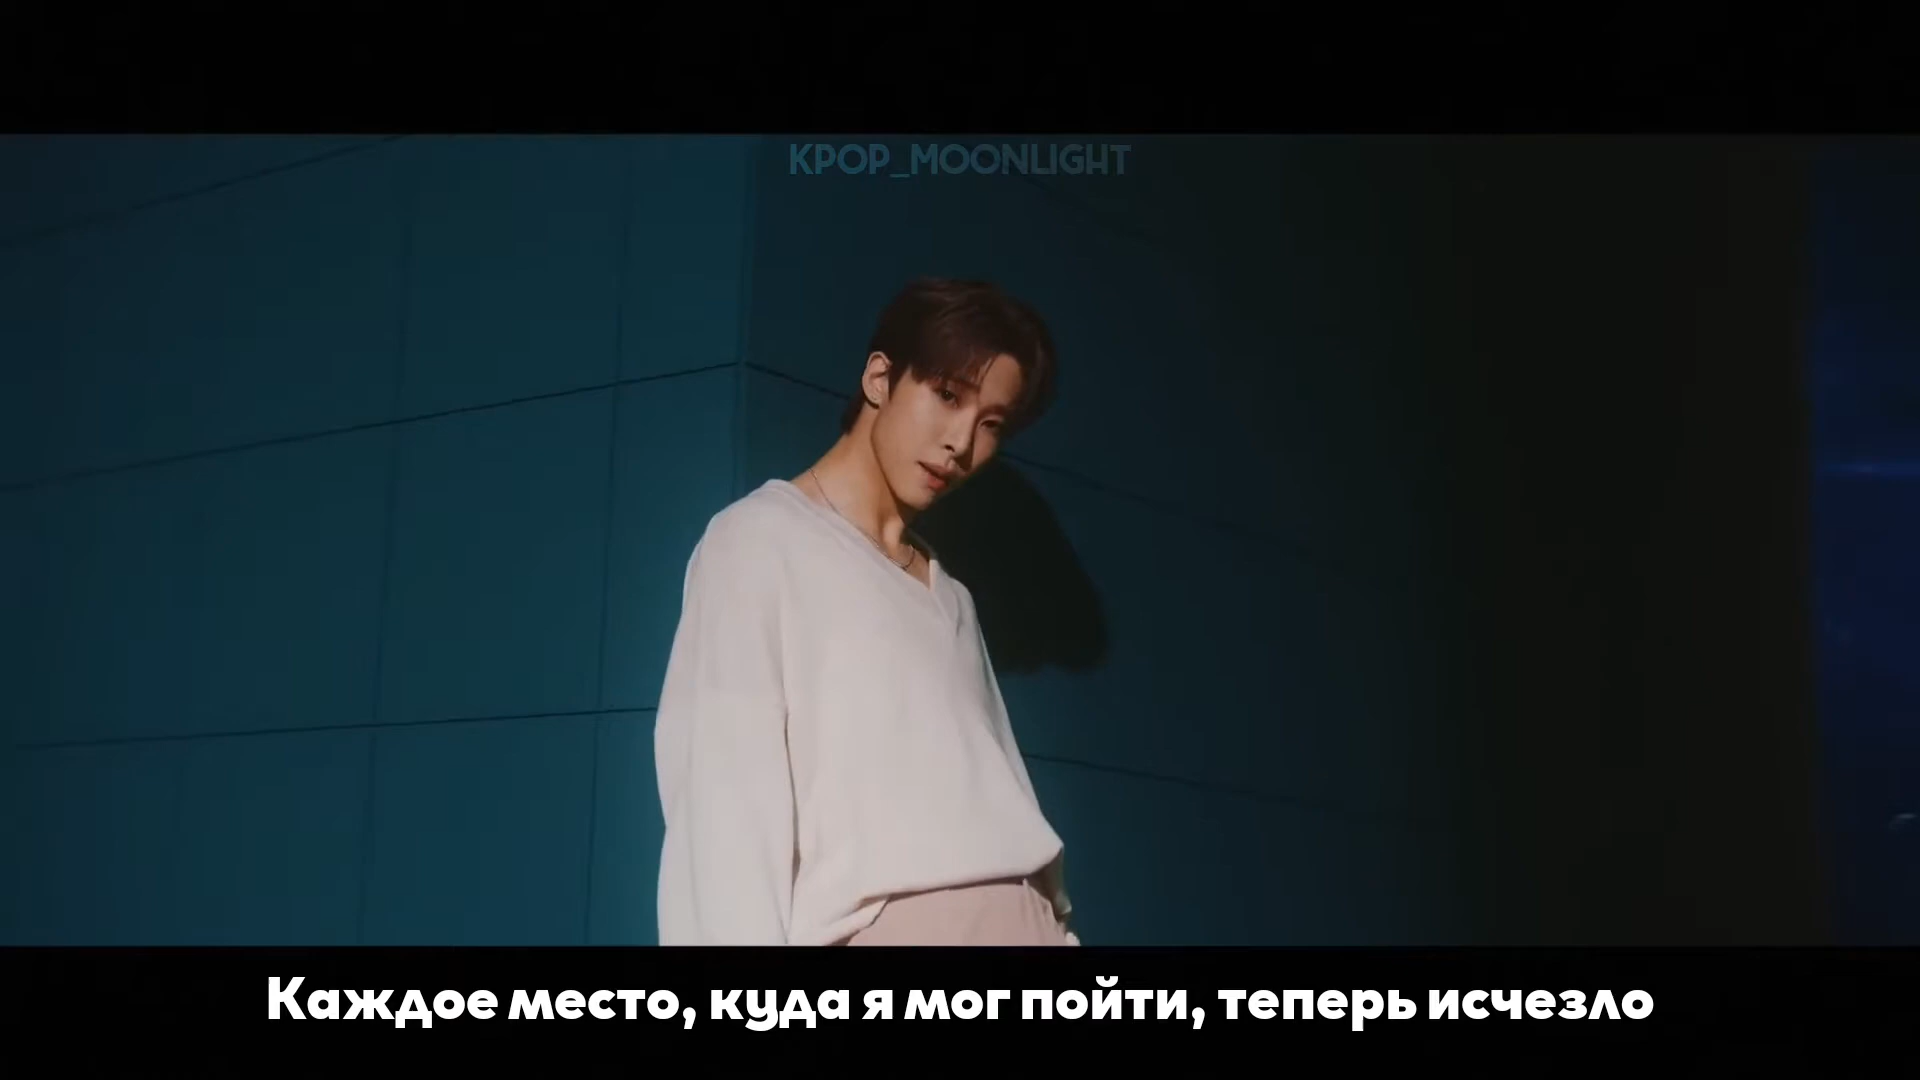 KPOP_MOONLIGHT
Каждое место, куда я мог пойти, теперь исчезло